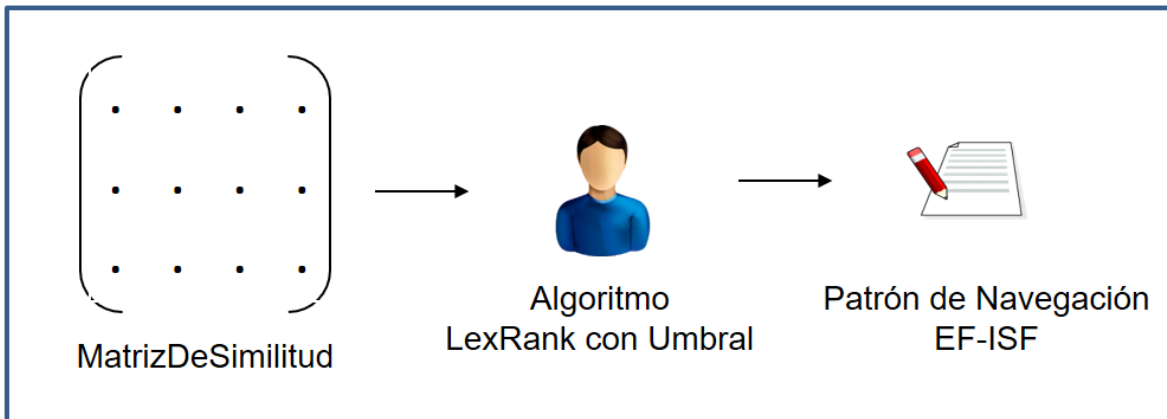 MatrizDeSimilitud
Algoritmo
LexRank con Umbral
Patrón de Navegación
EF-ISF